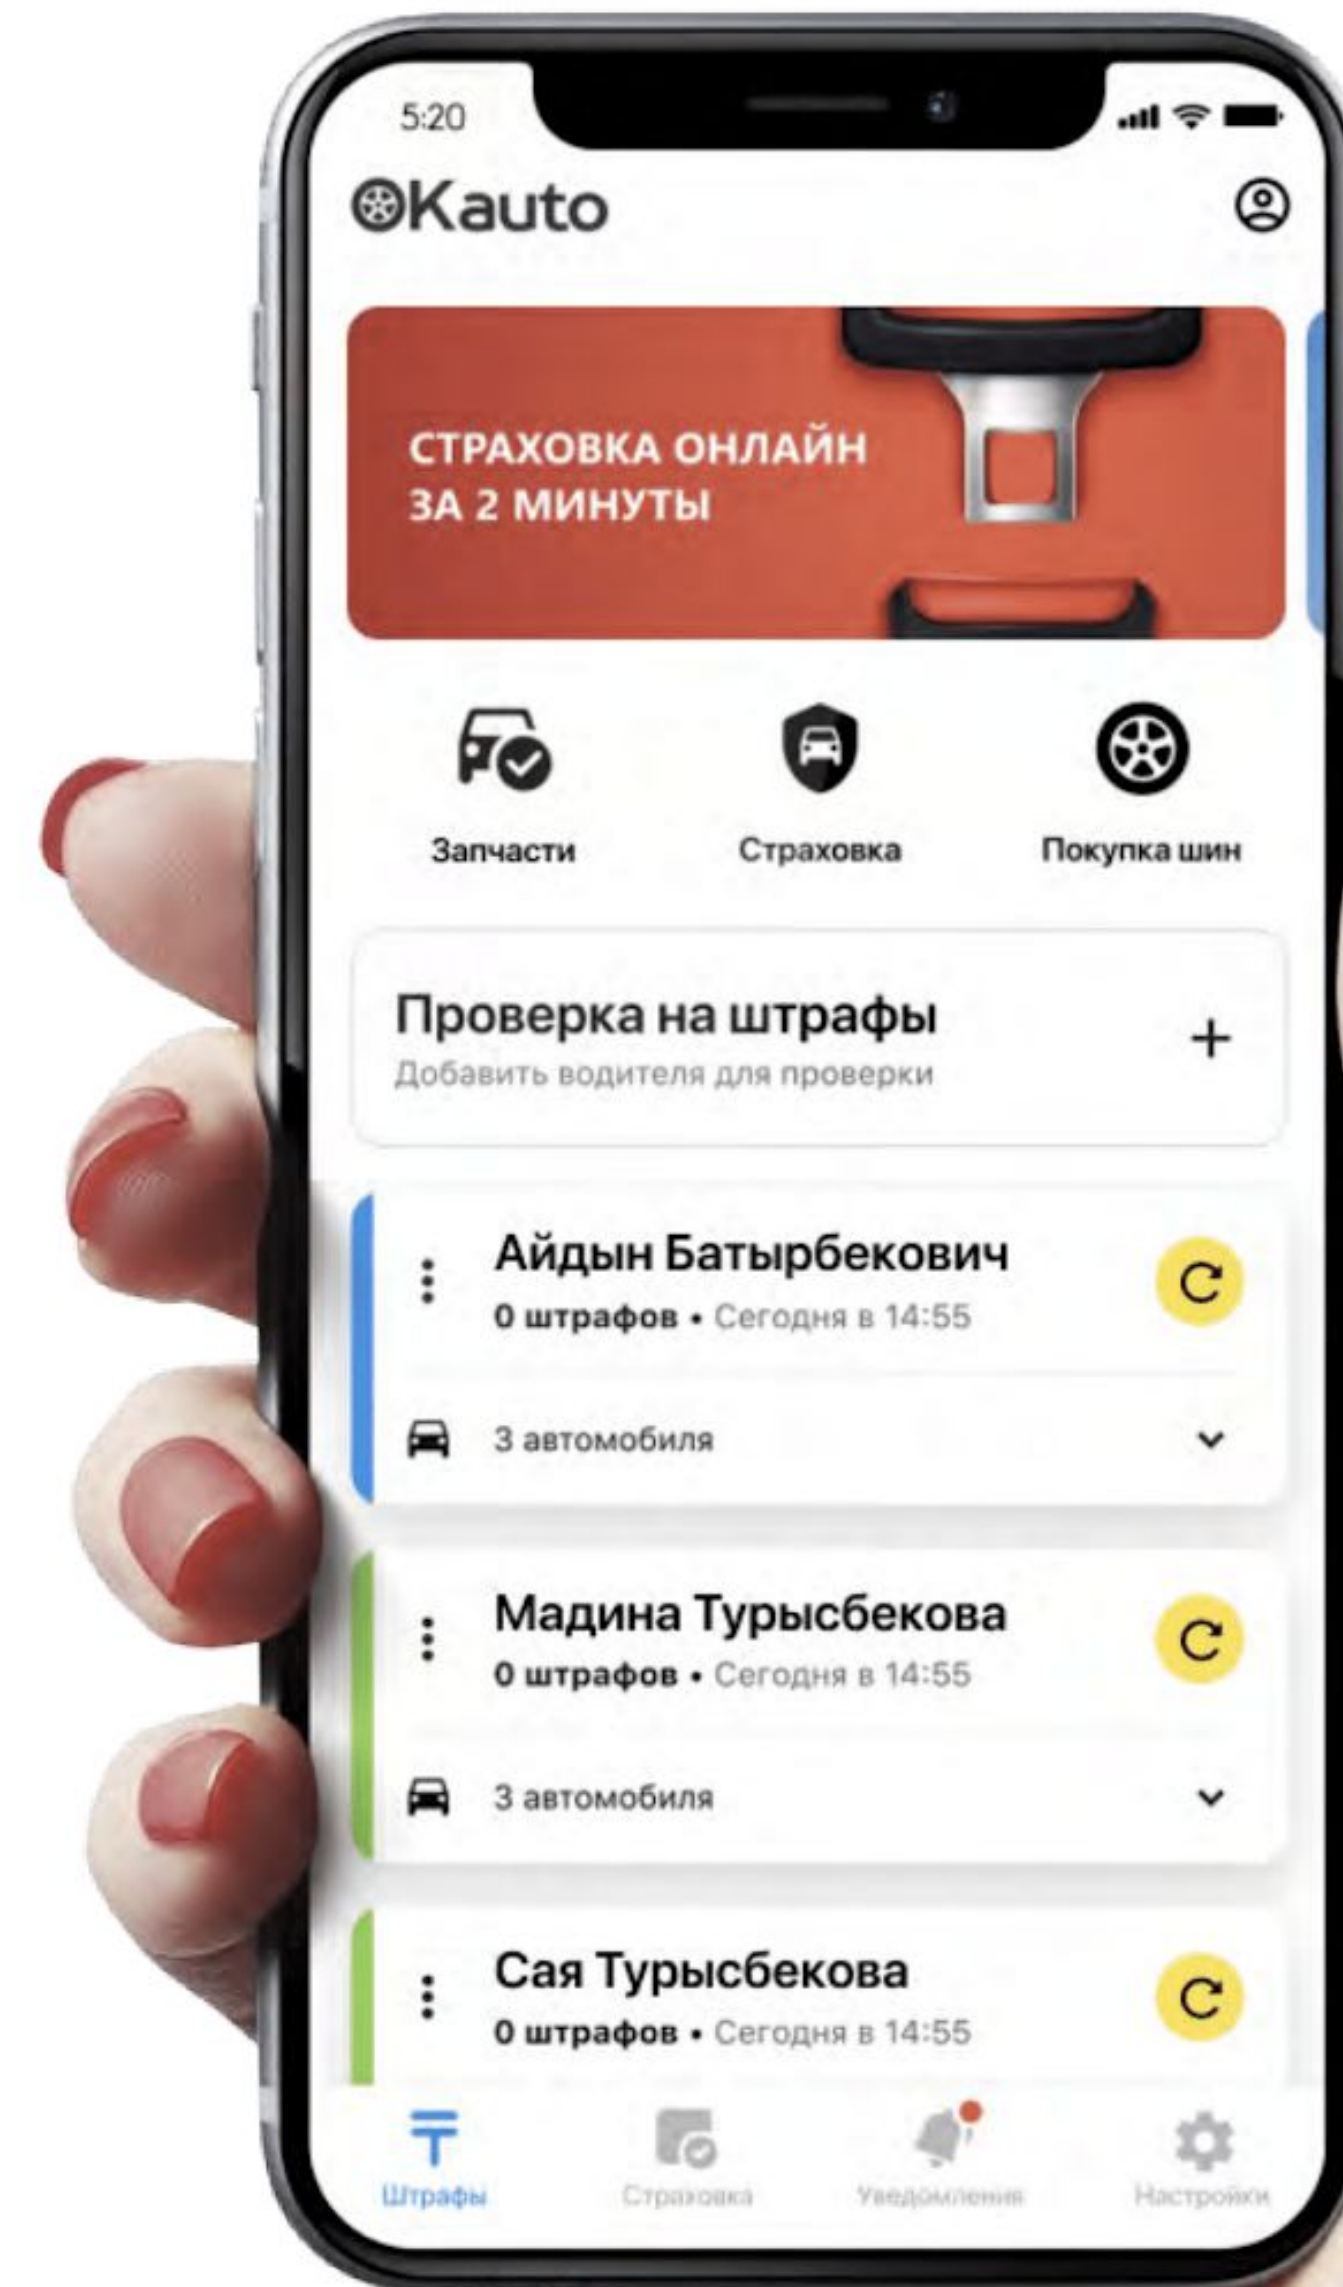 5:20
OKauto
СТРАХОВКА ОНЛАЙН
ЗА 2 МИНУТЫ
Запчасти
Страховка
Покупка шин
Проверка на штрафы
Добавить водителя для проверки
Айдын Батырбекович
0 штрафов • Сегодня в 14:55
3 автомобиля
Мадина Турысбекова
0 штрафов • Сегодня в 14:55
3 автомобиля
Сая Турысбекова
0 штрафов • Сегодня в 14:55
Штрафы
Страховка
Уведомления
Настройки